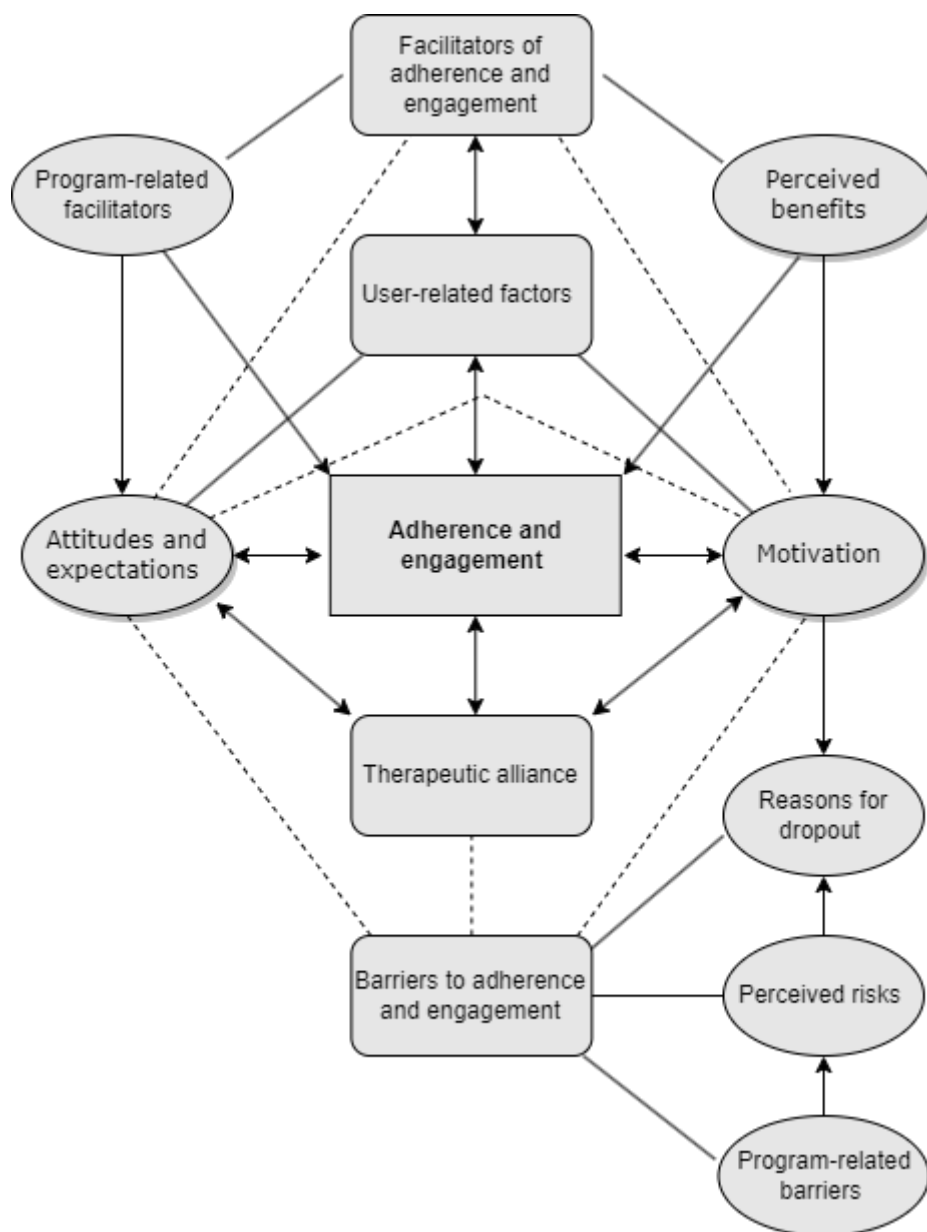 Facilitators of
adherence and
engagement
Program-related
facilitators
Perceived
benefits
User-related factors
Attitudes and
expectations
Adherence and
engagement
Motivation
Therapeutic alliance
Reasons for
dropout
Barriers to adherence
and engagement
Perceived risks
Program-related
barriers